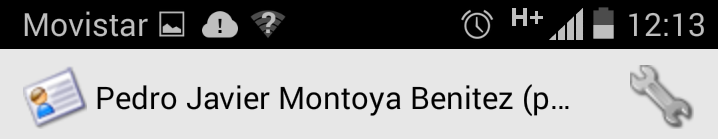 Movistar H+ 12:13
Pedro Javier Montoya Benitez (p...